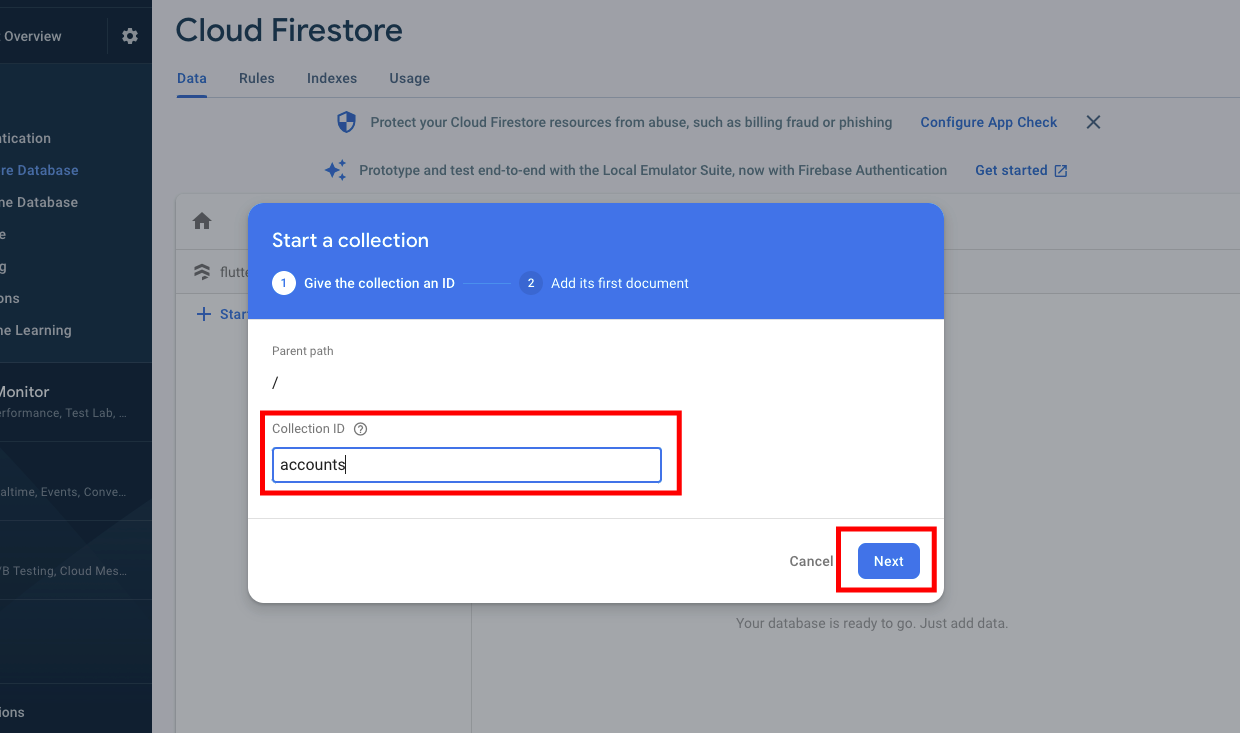 Cloud Firestore
Overview
Data Rules Indexes Usage
Protect your Cloud Firestore resources from abuse, such as billing fraud or phishing Configure App Check
Prototype and test end-to-end with the Local Emulator Suite, now with Firebase Authentication Get started
tication
re Database
ne Database
e
g
ons
ne Learning
Monitor
erformance, Test Lab, ...
altime, Events, Conve...
/B Testing, Cloud Mes...
ions
flutte
Star
Start a collection
1 Give the collection an ID 2 Add its first document
Parent path
/
Collection ID ?
accounts
Cancel Next
Your database is ready to go. Just add data.